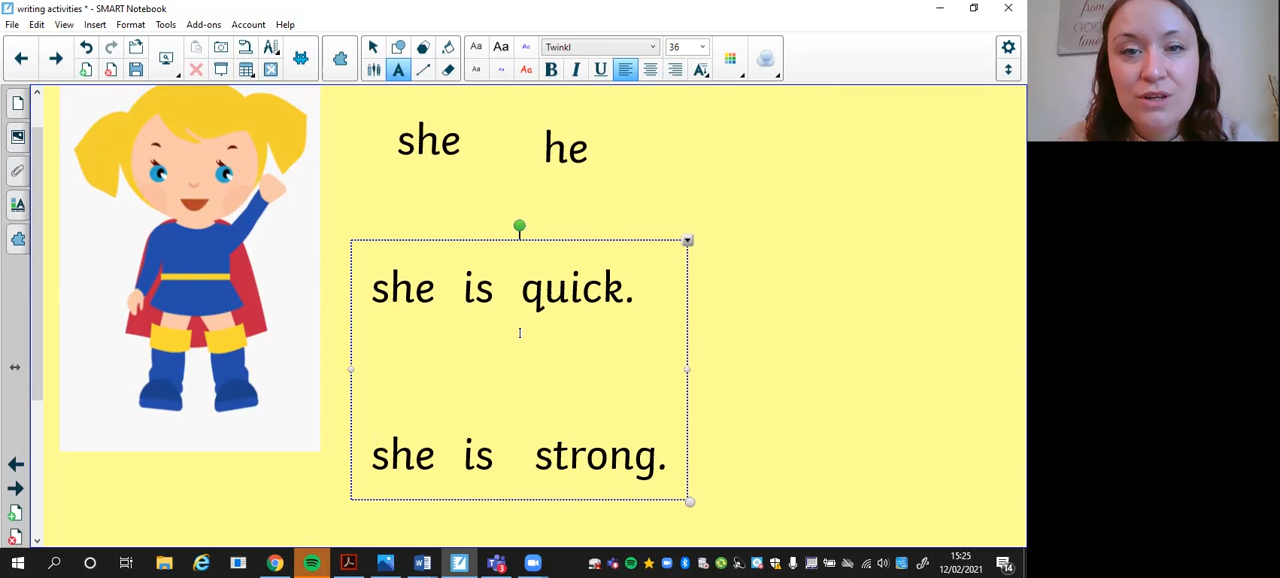 writing activities * - SMART Notebook
File Edit View Insert Format Tools Add-ons Account Help
Twinkl 36
she he
she is quick.
she is strong.
15:25
12/02/2021